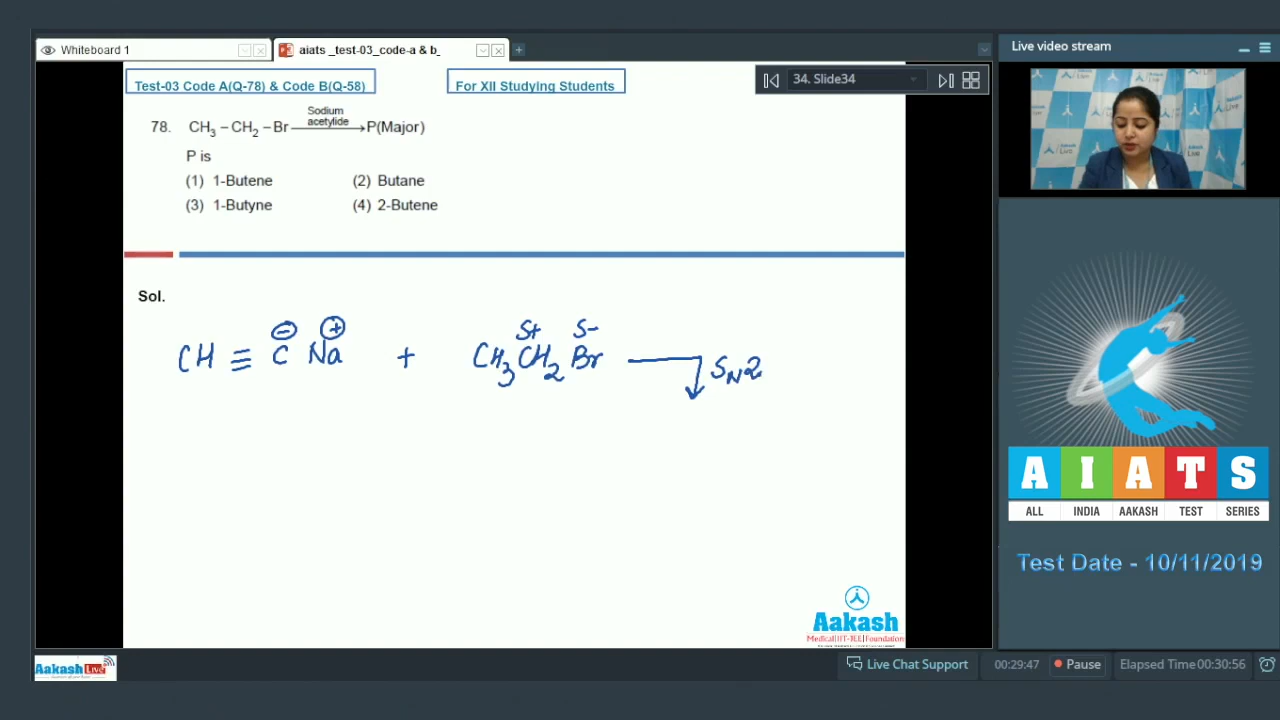 Whiteboard 1
aiats _test-03_code-a & b_
Live video stream
Test-03 Code A(Q-78) & Code B(Q-58)
For XII Studying Students
34. Slide34
78. CH3 – CH2 – Br Sodium acetylide → P(Major)
P is
(1) 1-Butene (2) Butane
(3) 1-Butyne (4) 2-Butene
Sol.
CH ≡ C⊖ Na⊕ + CH3CH2Br → SN2
δ+ δ−
AIATS
ALL INDIA AAKASH TEST SERIES
Test Date - 10/11/2019
Aakash
Medical|IIT-JEE|Foundations
Aakash Live
Live Chat Support
00:29:47
Pause
Elapsed Time 00:30:56